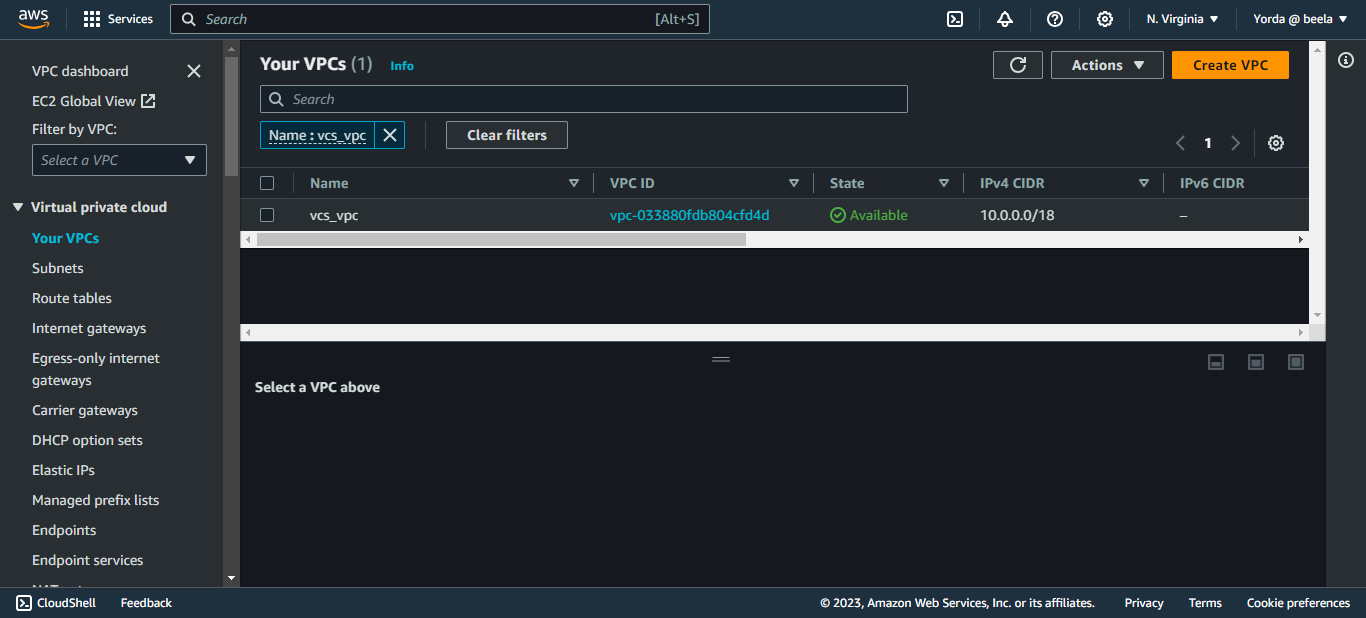 aws
Services
Search
[Alt+S]
N. Virginia
Yorda @ beela
VPC dashboard
EC2 Global View
Filter by VPC:
Select a VPC
Virtual private cloud
Your VPCs
Subnets
Route tables
Internet gateways
Egress-only internet
gateways
Carrier gateways
DHCP option sets
Elastic IPs
Managed prefix lists
Endpoints
Endpoint services
Your VPCs (1) Info
Actions
Create VPC
Search
Name : vcs_vpc
Clear filters
1
Name VPC ID State IPv4 CIDR IPv6 CIDR
vcs_vpc vpc-033880fdb804cfd4d Available 10.0.0.0/18 –
Select a VPC above
CloudShell Feedback © 2023, Amazon Web Services, Inc. or its affiliates. Privacy Terms Cookie preferences